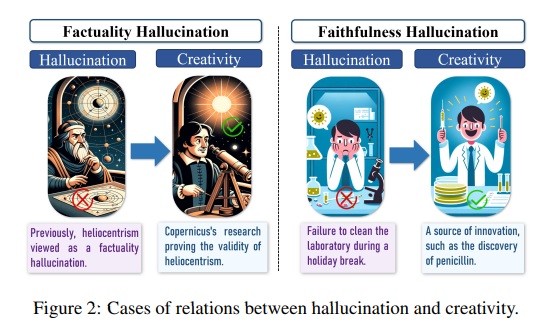 Factuality Hallucination
Faithfulness Hallucination
Hallucination
Creativity
Hallucination
Creativity
Previously, heliocentrism
viewed as a factuality
hallucination.
Copernicus's research
proving the validity of
heliocentrism.
Failure to clean the
laboratory during a
holiday break.
A source of innovation,
such as the discovery
of penicillin.
Figure 2: Cases of relations between hallucination and creativity.